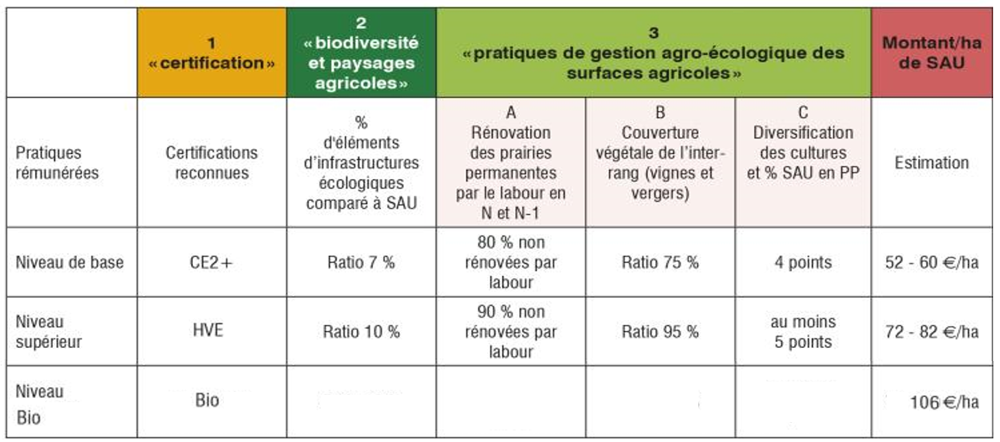 1
«certification»
2
«biodiversité
et paysages
agricoles»
3
«pratiques de gestion agro-écologique des
surfaces agricoles»
Montant/ha
de SAU
Pratiques
rémunérées
Certifications
reconnues
%
d'éléments
d'infrastructures
écologiques
comparé à SAU
A
Rénovation
des prairies
permanentes
par le labour en
N et N-1
B
Couverture
végétale de l'inter-
rang (vignes et
vergers)
C
Diversification
des cultures
et % SAU en PP
Estimation
Niveau de base
CE2+
Ratio 7 %
80 % non
rénovées par
labour
Ratio 75 %
4 points
52 - 60 €/ha
Niveau
supérieur
HVE
Ratio 10 %
90 % non
rénovées par
labour
Ratio 95 %
au moins
5 points
72 - 82 €/ha
Niveau
Bio
Bio
106 €/ha